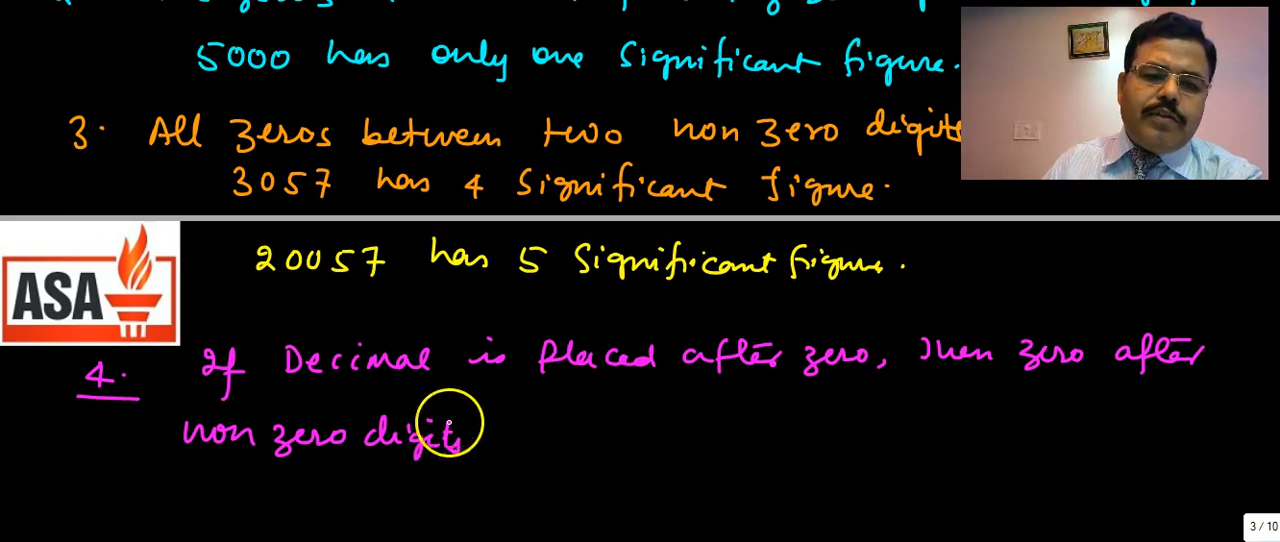 5000 has only one significant figure.
3. All zeros between two non zero digits
3057 has 4 significant figure.
ASA
20057 has 5 significant figure.
4. If Decimal is placed after zero, then zero after
non zero digits
3 / 10